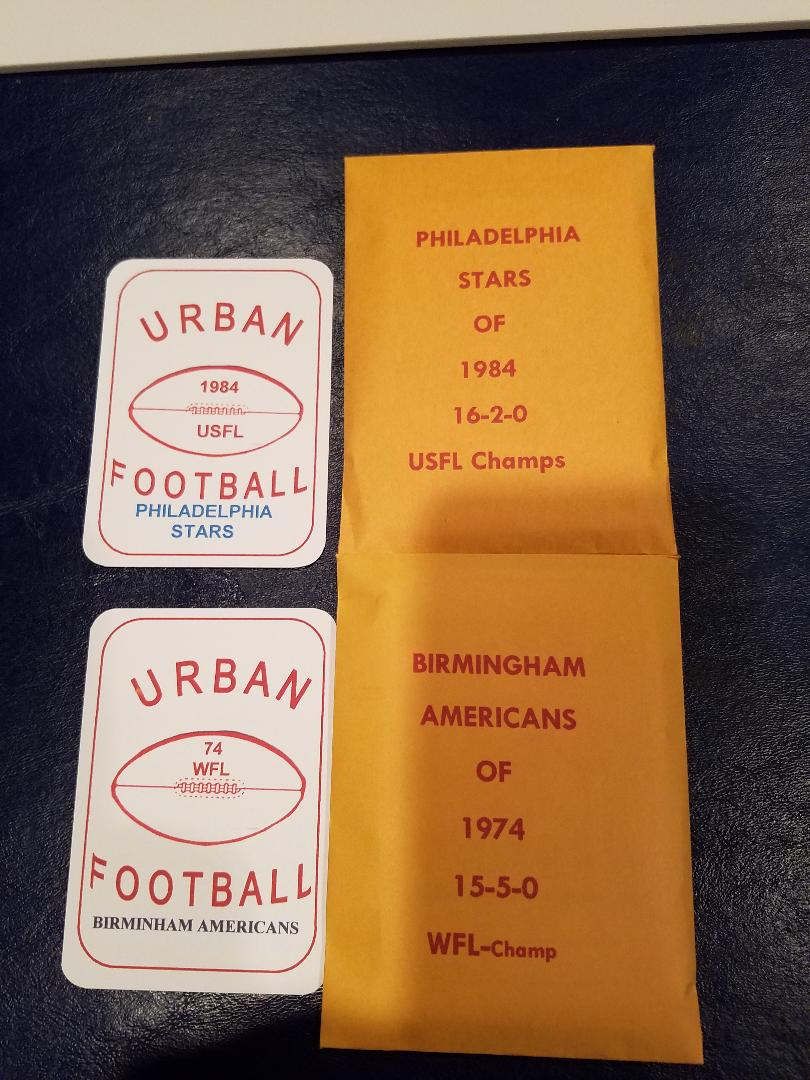 URBAN
1984
USFL
FOOTBALL
PHILADELPHIA
STARS
PHILADELPHIA
STARS
OF
1984
16-2-0
USFL Champs
URBAN
74
WFL
FOOTBALL
BIRMINHAM AMERICANS
BIRMINGHAM
AMERICANS
OF
1974
15-5-0
WFL-Champ